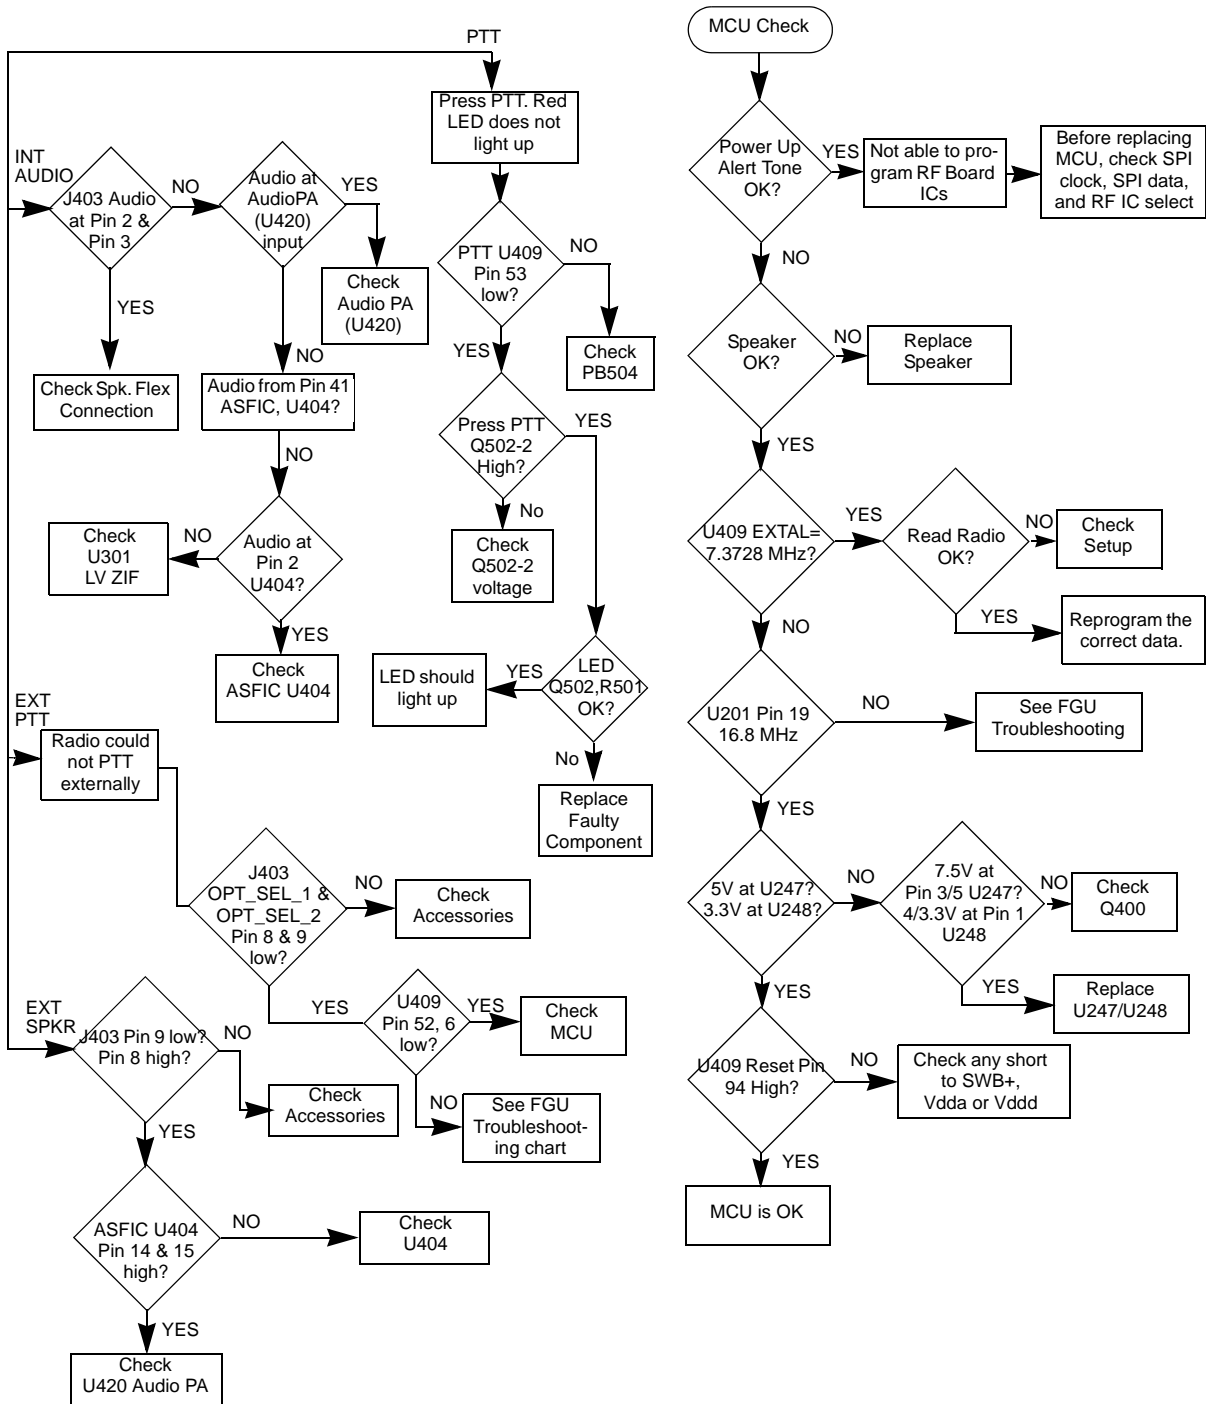 PTT
Press PTT. Red
LED does not
light up
INT
AUDIO
J403 Audio
at Pin 2 &
Pin 3
NO
Audio at
AudioPA
(U420)
input
YES
Check
Audio PA
(U420)
YES
Check Spk. Flex
Connection
NO
Audio from Pin 41
ASFIC, U404?
NO
Audio at
Pin 2
U404?
NO
Check
U301
LV ZIF
YES
Check
ASFIC U404
PTT U409
Pin 53
low?
NO
Check
PB504
YES
Press PTT
Q502-2
High?
YES
No
Check
Q502-2
voltage
LED
Q502,R501
OK?
YES
LED should
light up
No
Replace
Faulty
Component
EXT
PTT
Radio could
not PTT
externally
J403
OPT_SEL_1 &
OPT_SEL_2
Pin 8 & 9
low?
NO
Check
Accessories
YES
U409
Pin 52, 6
low?
YES
Check
MCU
NO
See FGU
Troubleshoot-
ing chart
EXT
SPKR
J403 Pin 9 low?
Pin 8 high?
NO
Check
Accessories
YES
ASFIC U404
Pin 14 & 15
high?
NO
Check
U404
YES
Check
U420 Audio PA
MCU Check
Power Up
Alert Tone
OK?
YES
Not able to pro-
gram RF Board
ICs
Before replacing
MCU, check SPI
clock, SPI data,
and RF IC select
NO
Speaker
OK?
NO
Replace
Speaker
YES
U409 EXTAL=
7.3728 MHz?
YES
Read Radio
OK?
NO
Check
Setup
YES
Reprogram the
correct data.
NO
U201 Pin 19
16.8 MHz
NO
See FGU
Troubleshooting
YES
5V at U247?
3.3V at U248?
NO
7.5V at
Pin 3/5 U247?
4/3.3V at Pin 1
U248
NO
Check
Q400
YES
Replace
U247/U248
YES
U409 Reset Pin
94 High?
NO
Check any short
to SWB+,
Vdda or Vddd
YES
MCU is OK